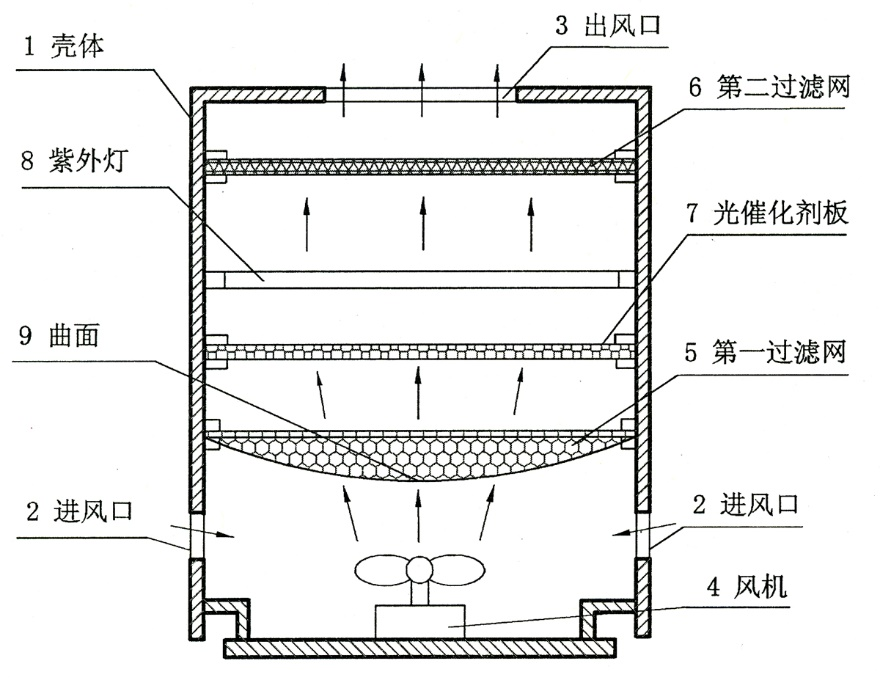 3 出风口
1 壳体
6 第二过滤网
8 紫外灯
7 光催化剂板
9 曲面
5 第一过滤网
2 进风口
2 进风口
4 风机